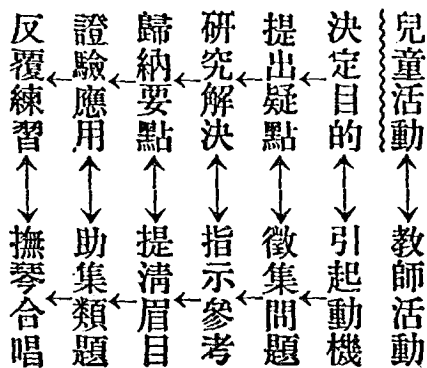 兒童活動
教師活動
決定目的
引起動機
提出疑點
徵集問題
研究解決
指示參考
歸納要點
提清眉目
證驗應用
助集類題
反覆練習
撫琴合唱